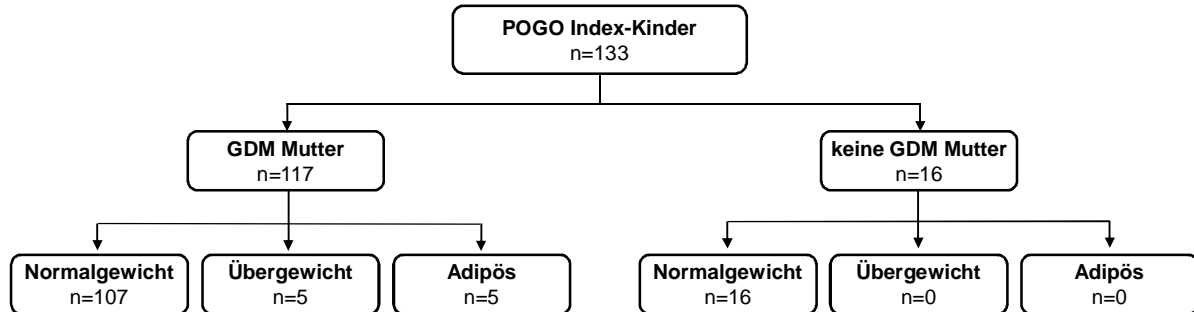 POGO Index-Kinder
n=133
GDM Mutter
n=117
keine GDM Mutter
n=16
Normalgewicht
n=107
Übergewicht
n=5
Adipös
n=5
Normalgewicht
n=16
Übergewicht
n=0
Adipös
n=0